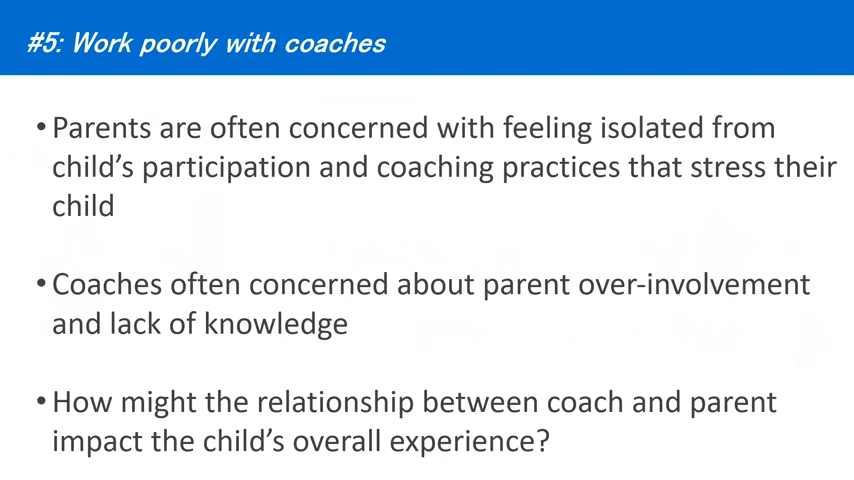 #5: Work poorly with coaches
• Parents are often concerned with feeling isolated from
child’s participation and coaching practices that stress their
child
• Coaches often concerned about parent over-involvement
and lack of knowledge
• How might the relationship between coach and parent
impact the child’s overall experience?